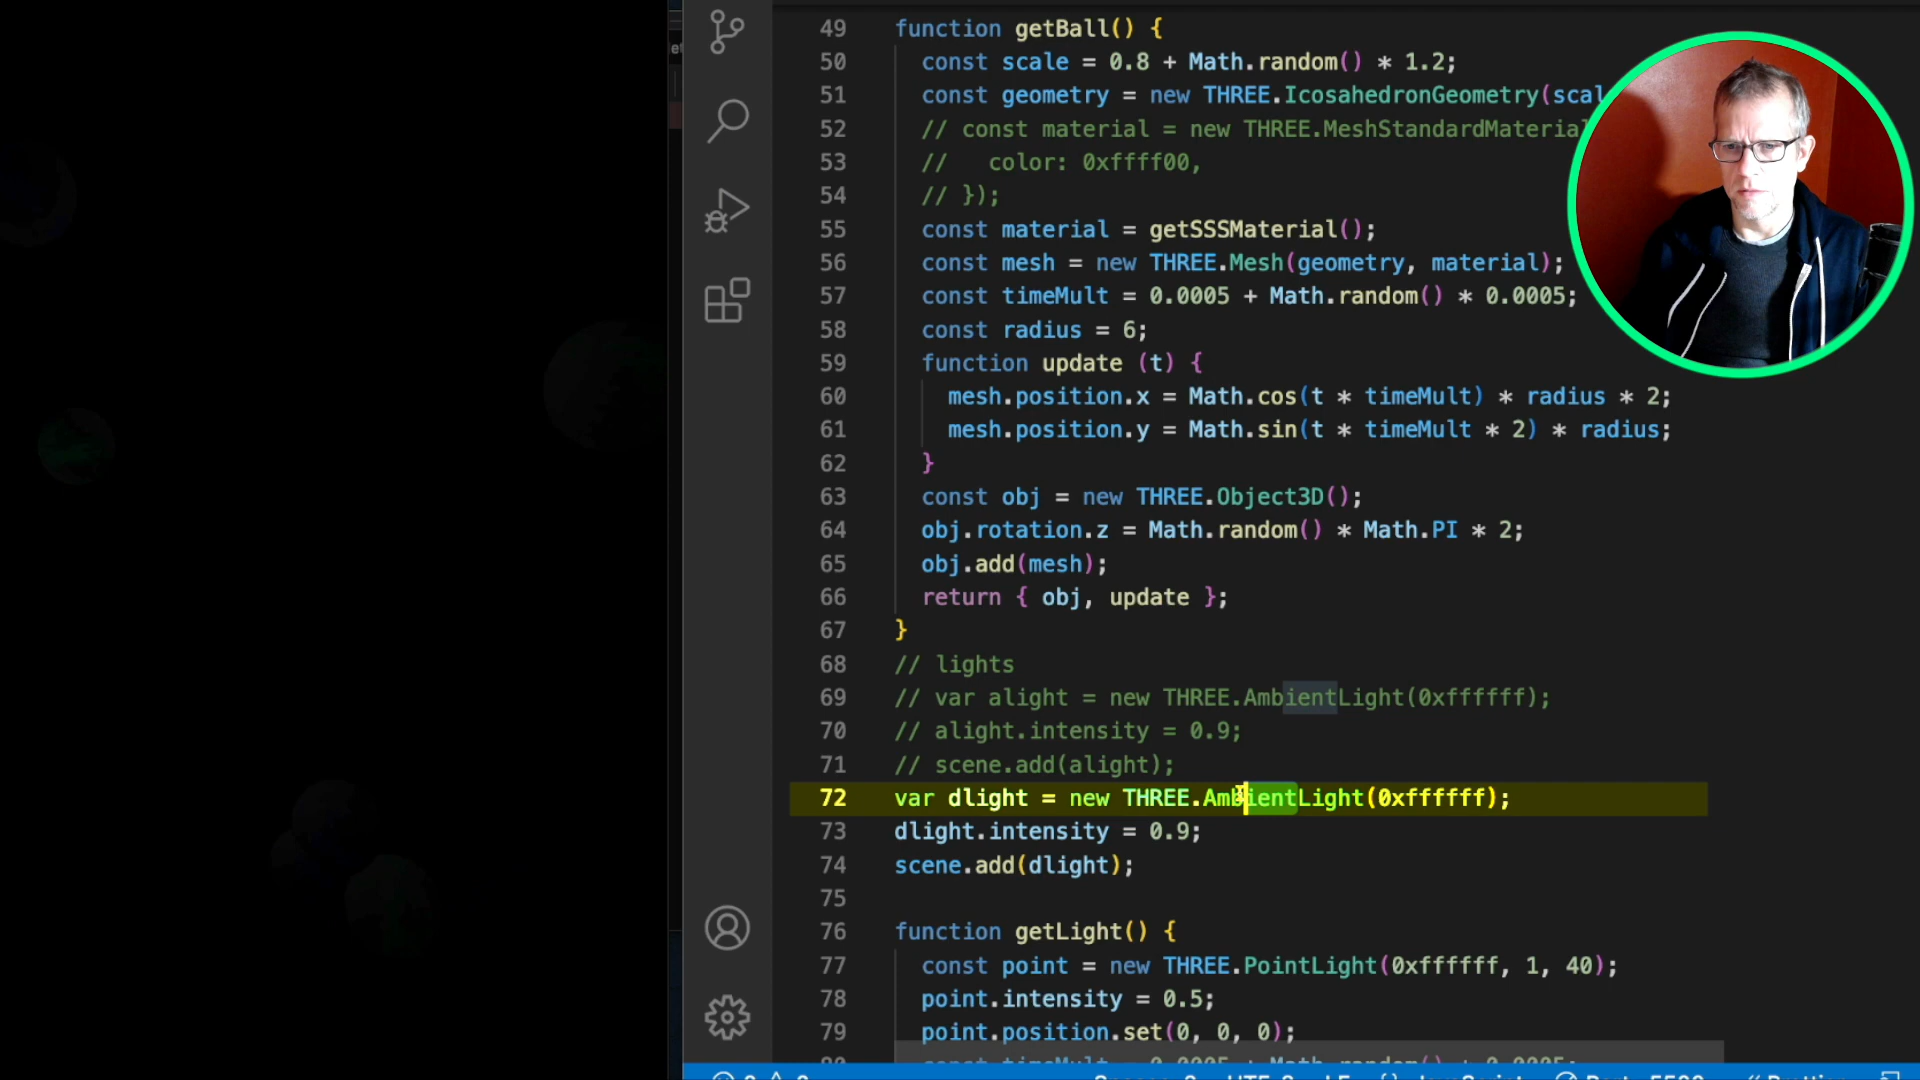 49 function getBall() {
50 const scale = 0.8 + Math.random() * 1.2;
51 const geometry = new THREE.IcosahedronGeometry(scal
52 // const material = new THREE.MeshStandardMaterial
53 // color: 0xffff00,
54 // });
55 const material = getSSSMaterial();
56 const mesh = new THREE.Mesh(geometry, material);
57 const timeMult = 0.0005 + Math.random() * 0.0005;
58 const radius = 6;
59 function update (t) {
60 mesh.position.x = Math.cos(t * timeMult) * radius * 2;
61 mesh.position.y = Math.sin(t * timeMult * 2) * radius;
62 }
63 const obj = new THREE.Object3D();
64 obj.rotation.z = Math.random() * Math.PI * 2;
65 obj.add(mesh);
66 return { obj, update };
67 }
68 // lights
69 // var alight = new THREE.AmbientLight(0xffffff);
70 // alight.intensity = 0.9;
71 // scene.add(alight);
72 var dlight = new THREE.AmbientLight(0xffffff);
73 dlight.intensity = 0.9;
74 scene.add(dlight);
75
76 function getLight() {
77 const point = new THREE.PointLight(0xffffff, 1, 40);
78 point.intensity = 0.5;
79 point.position.set(0, 0, 0);